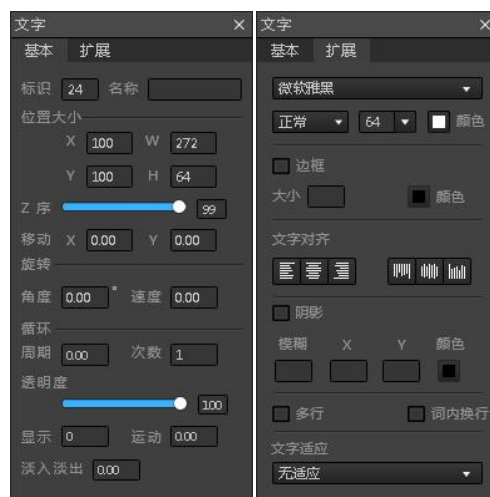 文字 ×
基本 扩展
标识 24 名称
位置大小
X 100 W 272
Y 100 H 64
Z 序 99
移动 X 0.00 Y 0.00
旋转
角度 0.00 ° 速度 0.00
循环
周期 0.00 次数 1
透明度
100
显示 0 运动 0.00
淡入淡出 0.00
文字 ×
基本 扩展
微软雅黑
正常 64 颜色
边框
大小 颜色
文字对齐
阴影
模糊 X Y 颜色
多行 词内换行
文字适应
无适应